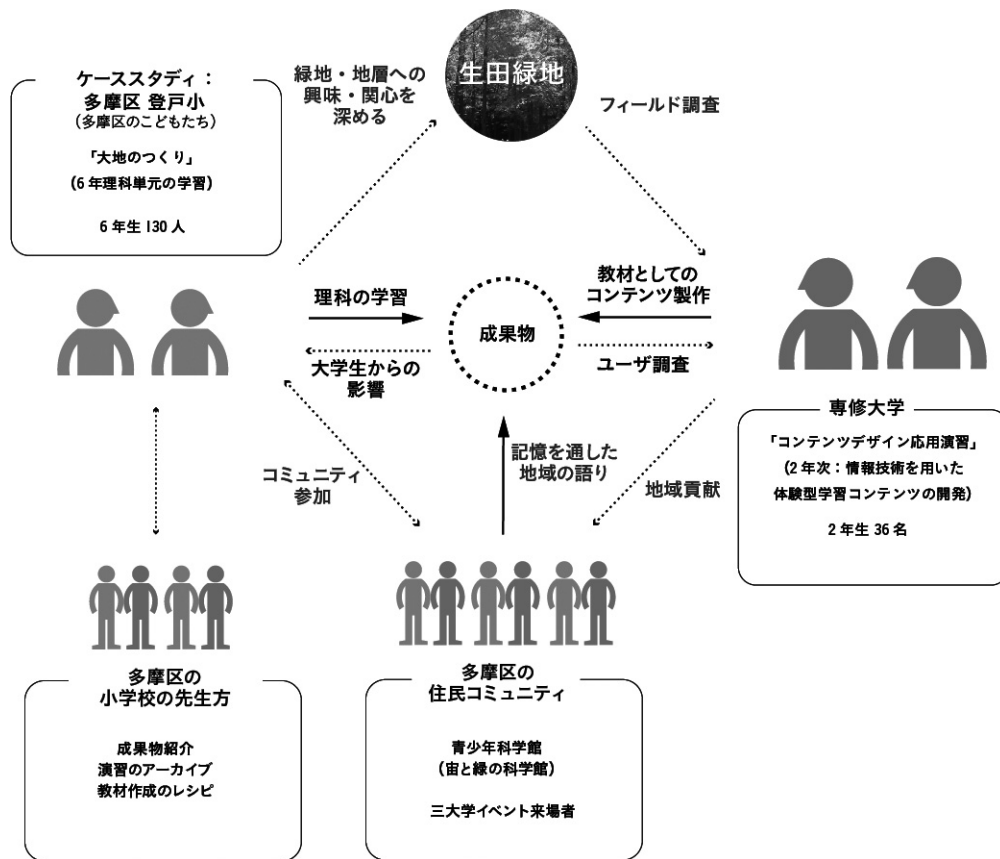 生田緑地
ケーススタディ：
多摩区 登戸小
（多摩区のこどもたち）
「大地のつくり」
(6年理科単元の学習)
6年生130人
緑地・地層への
興味・関心を
深める
フィールド調査
理科の学習
大学生からの
影響
成果物
教材としての
コンテンツ製作
ユーザ調査
コミュニティ
参加
記憶を通した
地域の語り
地域貢献
専修大学
「コンテンツデザイン応用演習」
(2年次：情報技術を用いた
体験型学習コンテンツの開発)
2年生36名
多摩区の
小学校の先生方
成果物紹介
演習のアーカイブ
教材作成のレシピ
多摩区の
住民コミュニティ
青少年科学館
(宙と緑の科学館)
三大学イベント来場者